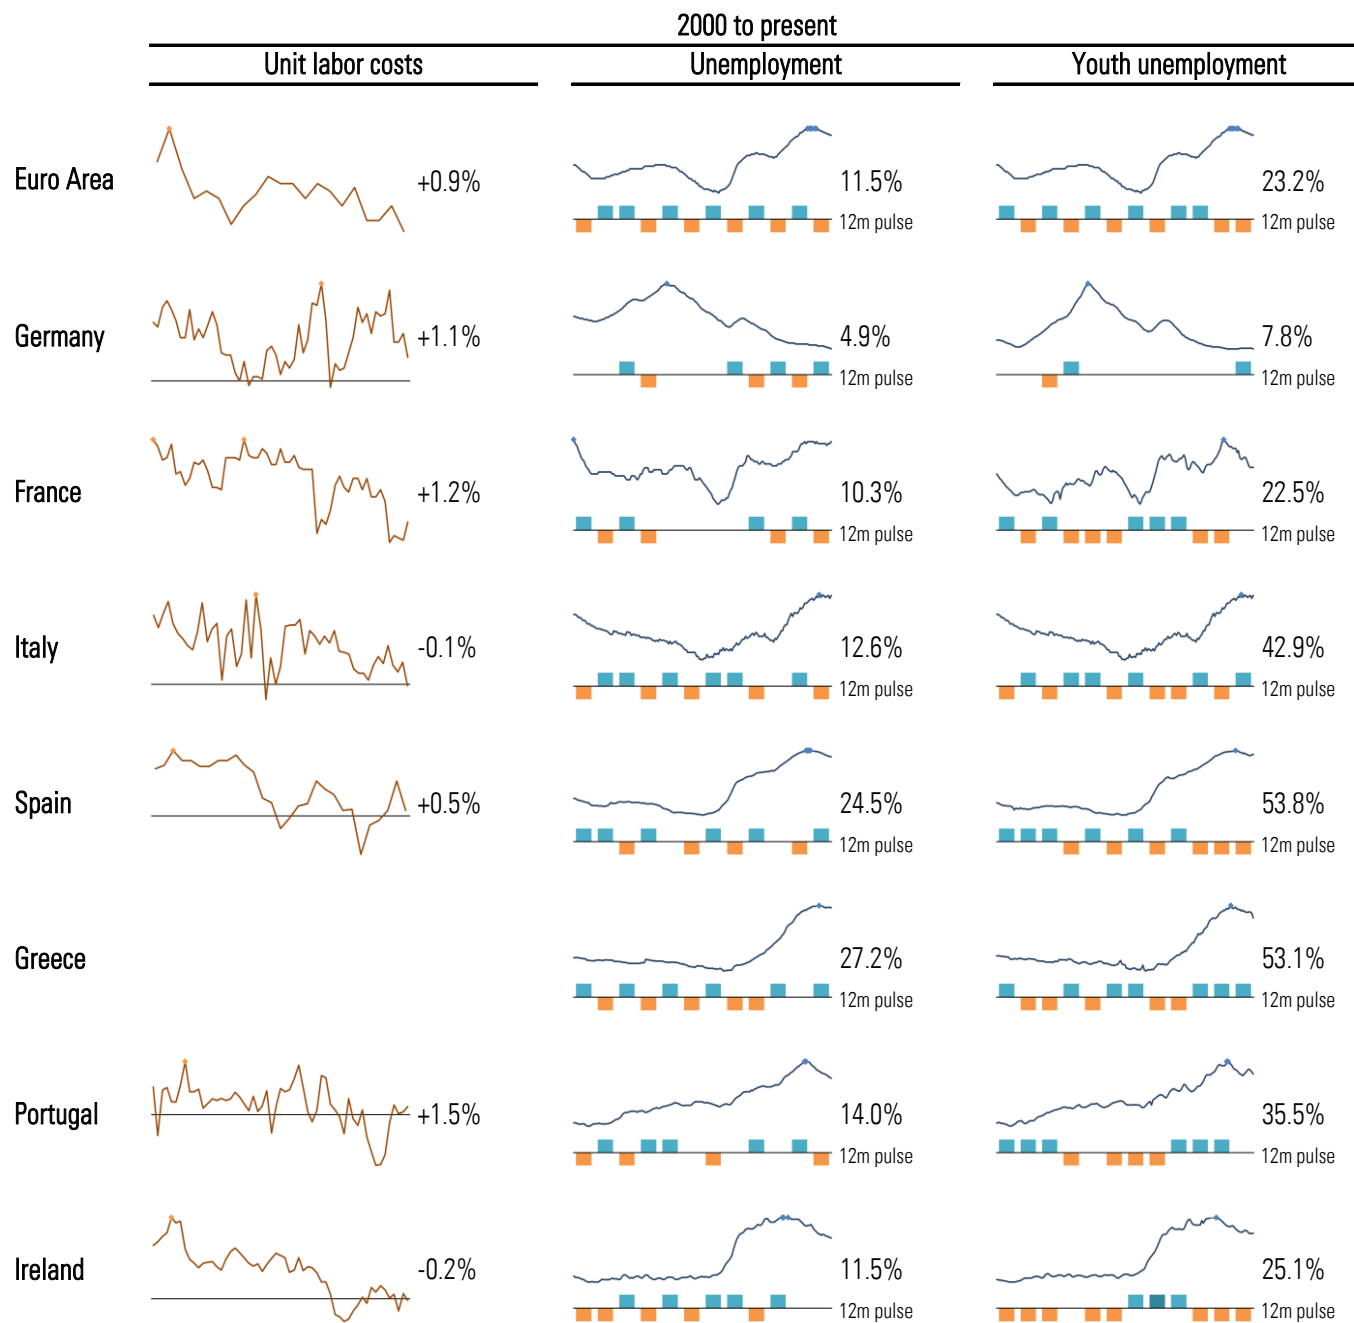 2000 to present
Unit labor costs Unemployment Youth unemployment
Euro Area +0.9% 11.5% 23.2%
12m pulse 12m pulse
Germany +1.1% 4.9% 7.8%
12m pulse 12m pulse
France +1.2% 10.3% 22.5%
12m pulse 12m pulse
Italy -0.1% 12.6% 42.9%
12m pulse 12m pulse
Spain +0.5% 24.5% 53.8%
12m pulse 12m pulse
Greece 27.2% 53.1%
12m pulse 12m pulse
Portugal +1.5% 14.0% 35.5%
12m pulse 12m pulse
Ireland -0.2% 11.5% 25.1%
12m pulse 12m pulse